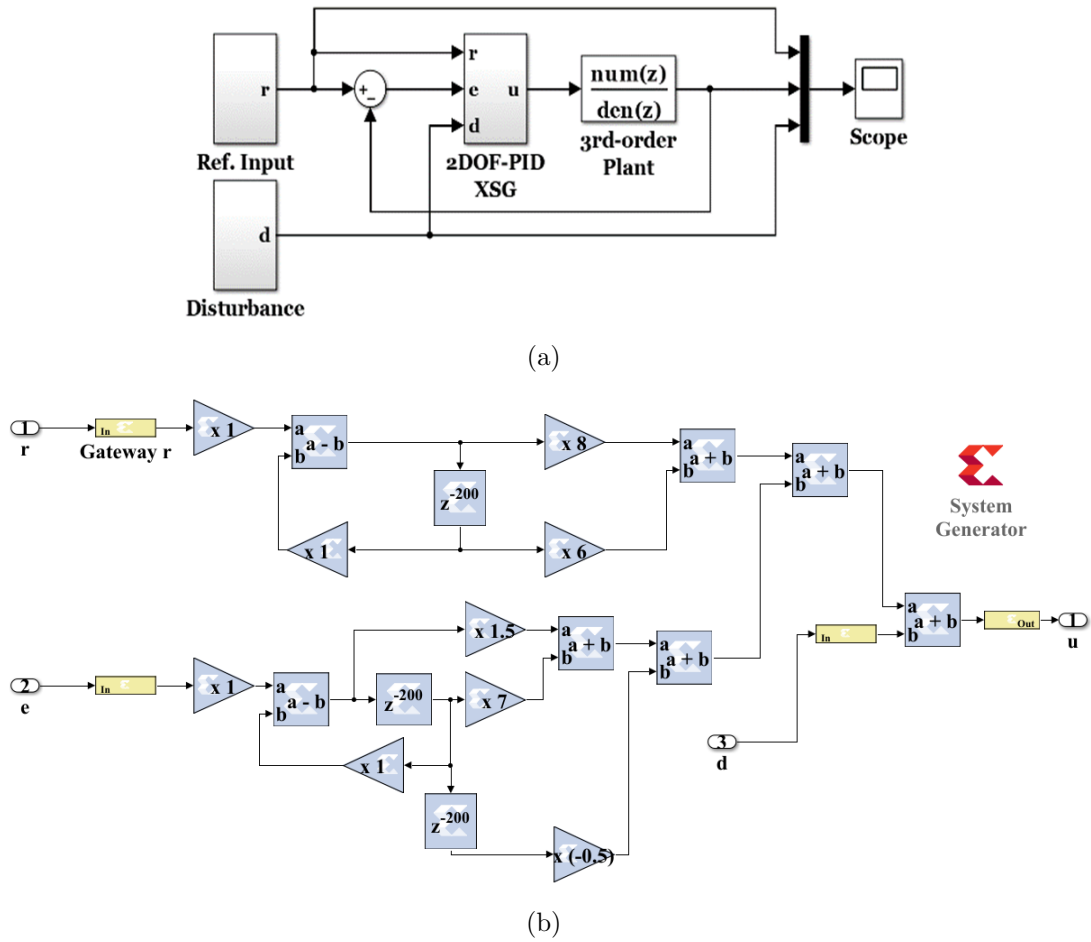 r
Ref. Input
+
−
r
e
u
d
2DOF-PID
XSG
num(z)
den(z)
3rd-order
Plant
Scope
d
Disturbance
(a)
1
r
In
Gateway r
x 1
a
b
a - b
z-200
x 1
x 8
x 6
a
b
a + b
a
b
a + b
System
Generator
2
e
In
x 1
a
b
a - b
z-200
x 1
z-200
x 1.5
x 7
x (-0.5)
a
b
a + b
a
b
a + b
3
d
In
a
b
a + b
Out
1
u
(b)